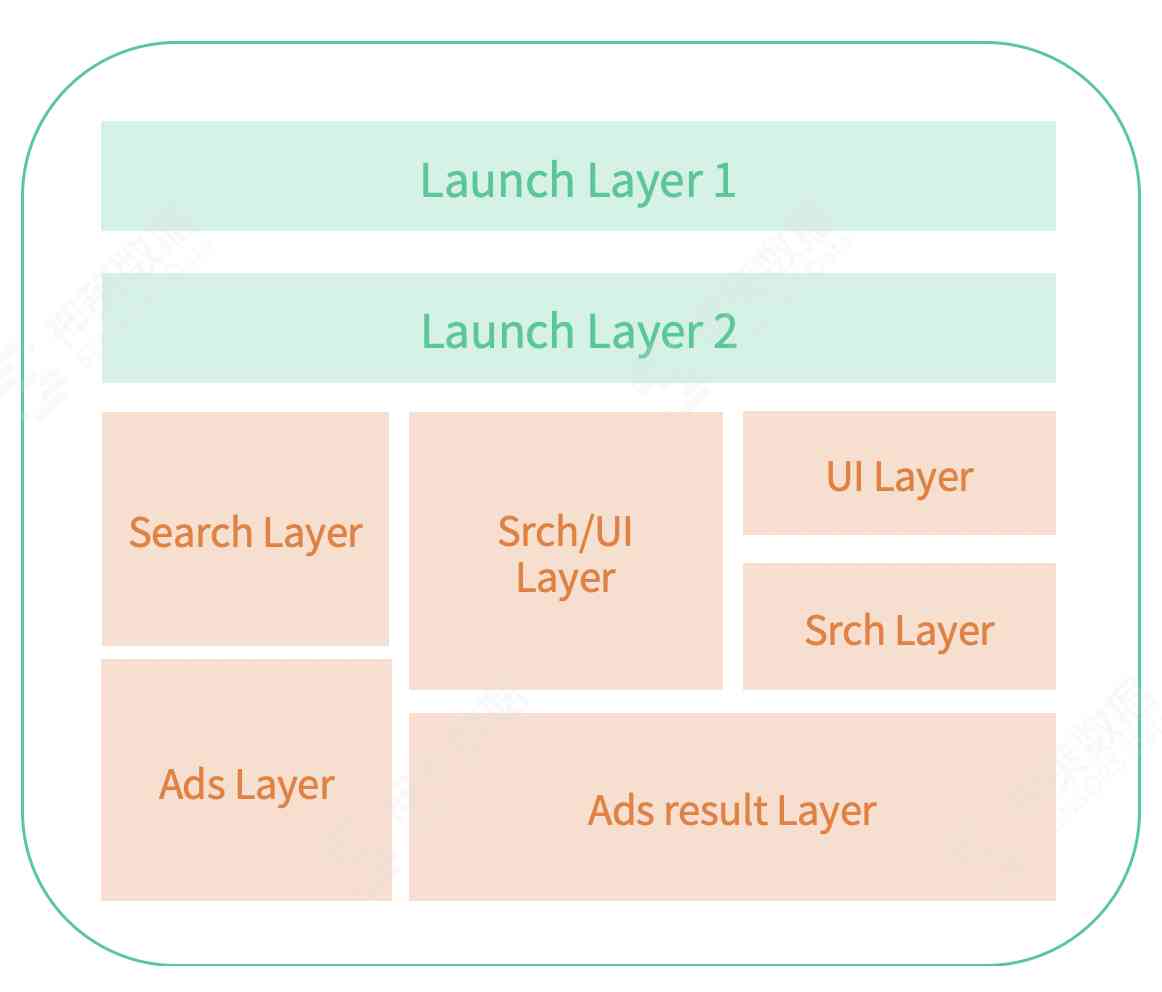 Launch Layer 1
Launch Layer 2
Search Layer
Srch/UI
Layer
UI Layer
Srch Layer
Ads Layer
Ads result Layer